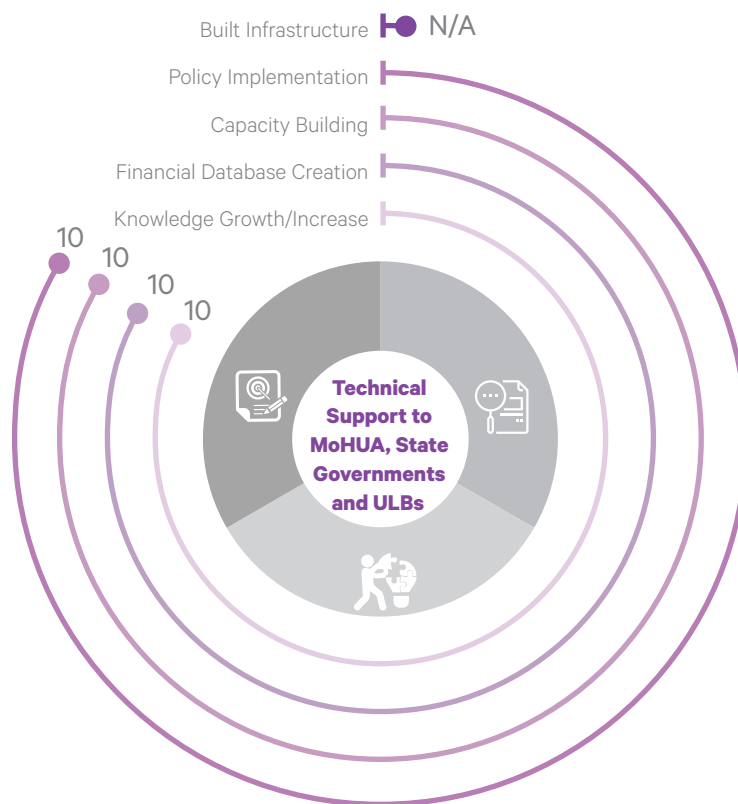 Built Infrastructure N/A
Policy Implementation
Capacity Building
Financial Database Creation
Knowledge Growth/Increase
10
10
10
10
Technical
Support to
MoHUA, State
Governments
and ULBs